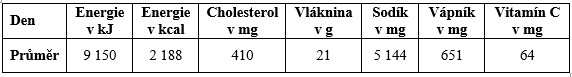 Den Energie v kJ Energie v kcal Cholesterol v mg Vláknina v g Sodík v mg Vápník v mg Vitamín C v mg
Průměr 9 150 2 188 410 21 5 144 651 64